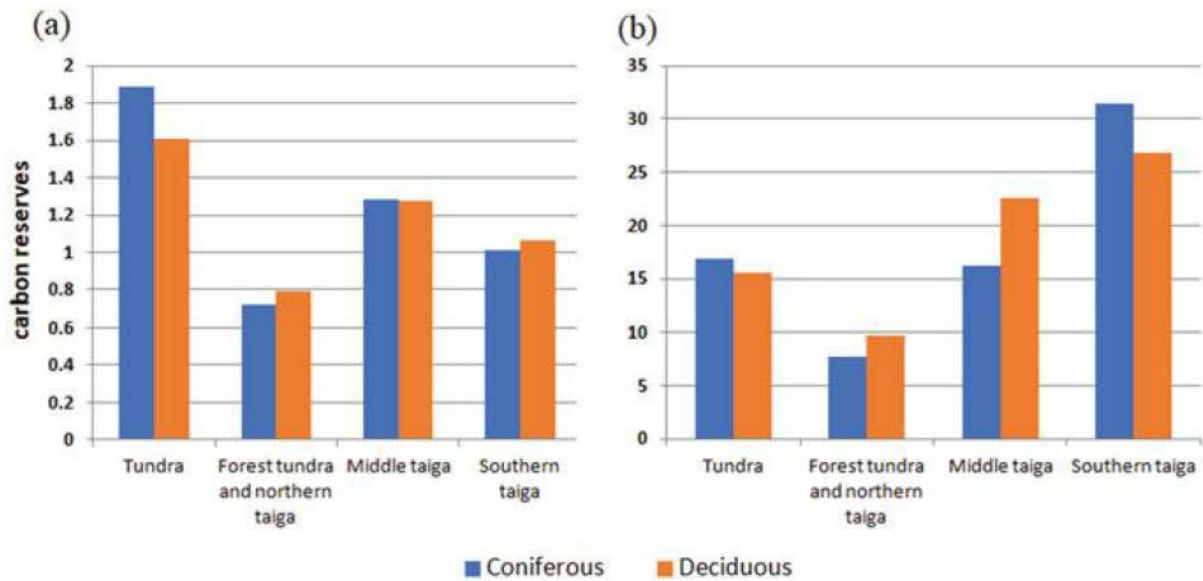 (a)
carbon reserves
2
1.8
1.6
1.4
1.2
1
0.8
0.6
0.4
0.2
0
Tundra
Forest tundra
and northern
taiga
Middle taiga
Southern
taiga
(b)
35
30
25
20
15
10
5
0
Tundra
Forest tundra
and northern
taiga
Middle taiga
Southern taiga
Coniferous
Deciduous